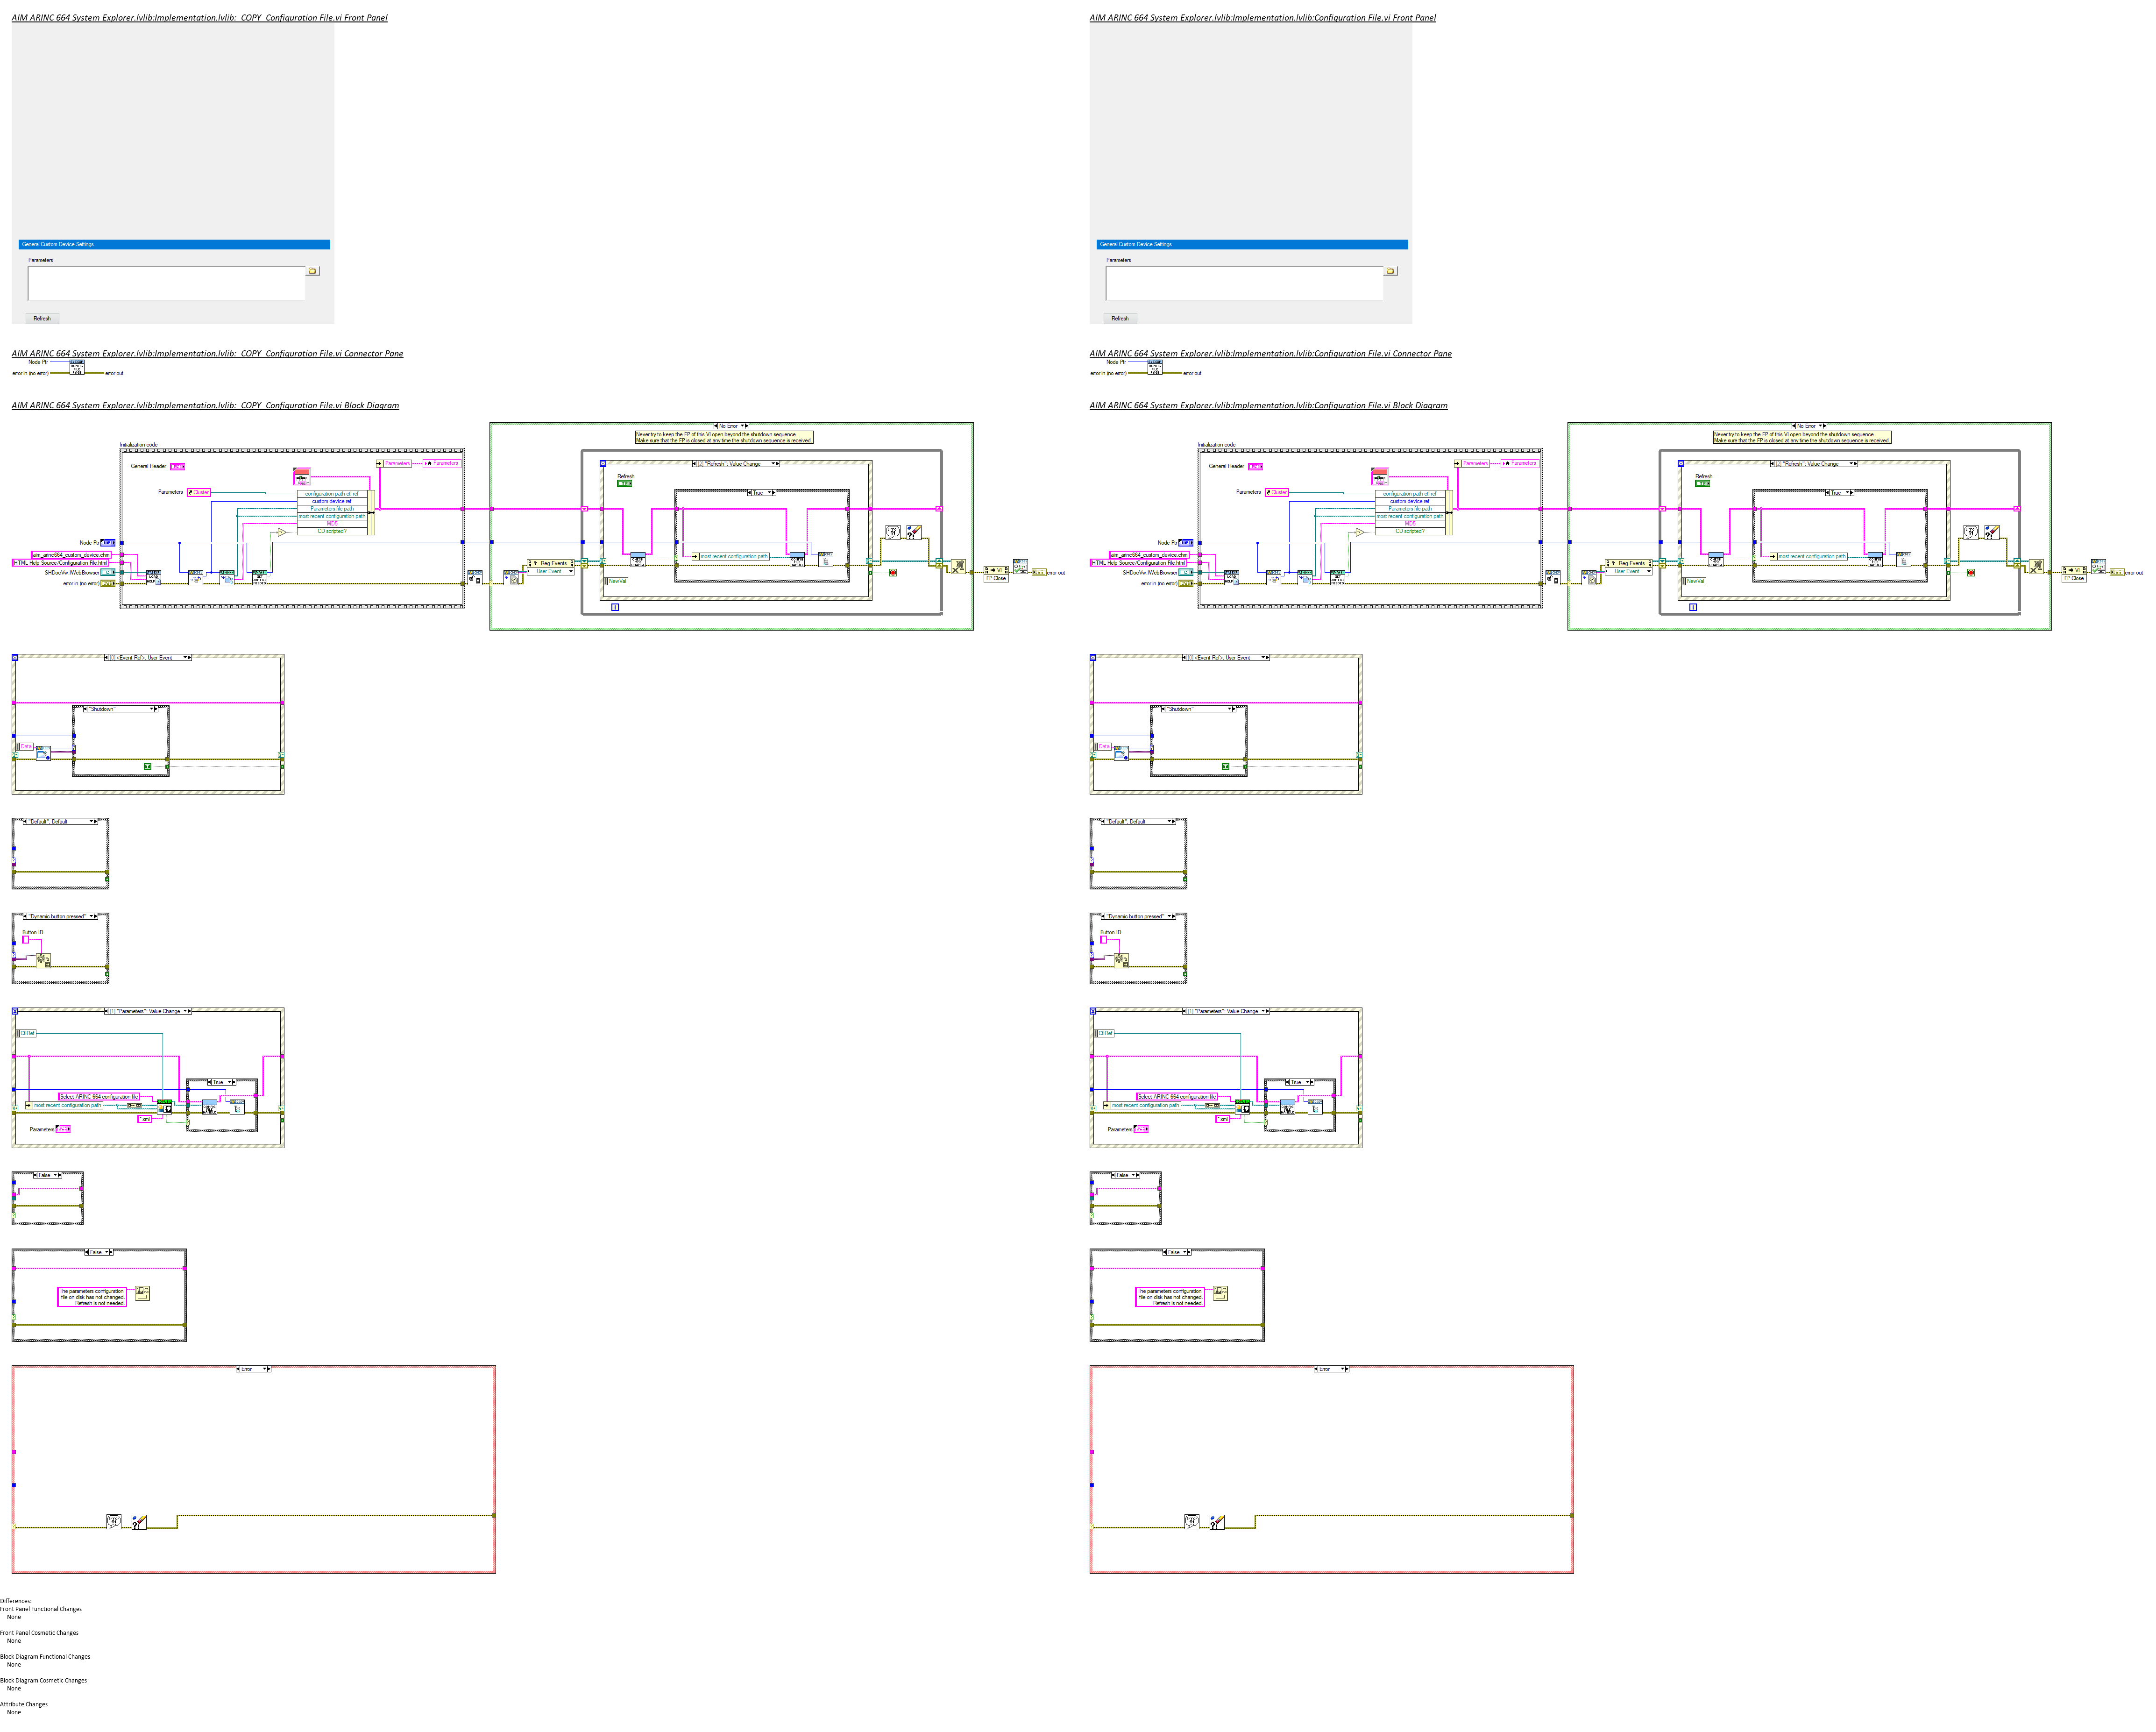 AIM ARINC 664 System Explorer.lvlib:Implementation.lvlib:_COPY_Configuration File.vi Front Panel
General Custom Device Settings
Parameters
Refresh
AIM ARINC 664 System Explorer.lvlib:Implementation.lvlib:_COPY_Configuration File.vi Connector Pane
Node Ptr
error in (no error)
error out
AIM ARINC 664 System Explorer.lvlib:Implementation.lvlib:_COPY_Configuration File.vi Block Diagram
Initialization code
General Header
Parameters
Cluster
configuration path ctl ref
custom device ref
Parameters file path
most recent configuration path
MD5
CD scripted?
Parameters
Parameters
Node Ptr
aim_arinc664_custom_device.chm
HTML Help Source/Configuration File.html
SHDocVw.IWebBrowser
error in (no error)
No Error
Never try to keep the FP of this VI open beyond the shutdown sequence.
Make sure that the FP is closed at any time the shutdown sequence is received.
Reg Events
User Event
[2] "Refresh": Value Change
Refresh
True
most recent configuration path
NewVal
i
VI
FP.Close
error out
[0] <Event Ref>: User Event
"Shutdown"
Data
"Default", Default
"Dynamic button pressed"
Button ID
[1] "Parameters": Value Change
CtlRef
Select ARINC 664 configuration file
most recent configuration path
*.xml
Parameters
True
False
False
The parameters configuration
file on disk has not changed.
Refresh is not needed.
Error
Differences:
Front Panel Functional Changes
None
Front Panel Cosmetic Changes
None
Block Diagram Functional Changes
None
Block Diagram Cosmetic Changes
None
Attribute Changes
None
AIM ARINC 664 System Explorer.lvlib:Implementation.lvlib:Configuration File.vi Front Panel
General Custom Device Settings
Parameters
Refresh
AIM ARINC 664 System Explorer.lvlib:Implementation.lvlib:Configuration File.vi Connector Pane
Node Ptr
error in (no error)
error out
AIM ARINC 664 System Explorer.lvlib:Implementation.lvlib:Configuration File.vi Block Diagram
Initialization code
General Header
Parameters
Cluster
configuration path ctl ref
custom device ref
Parameters file path
most recent configuration path
MD5
CD scripted?
Parameters
Parameters
Node Ptr
aim_arinc664_custom_device.chm
HTML Help Source/Configuration File.html
SHDocVw.IWebBrowser
error in (no error)
No Error
Never try to keep the FP of this VI open beyond the shutdown sequence.
Make sure that the FP is closed at any time the shutdown sequence is received.
Reg Events
User Event
[2] "Refresh": Value Change
Refresh
True
most recent configuration path
NewVal
i
VI
FP.Close
error out
[0] <Event Ref>: User Event
"Shutdown"
Data
"Default", Default
"Dynamic button pressed"
Button ID
[1] "Parameters": Value Change
CtlRef
Select ARINC 664 configuration file
most recent configuration path
*.xml
Parameters
True
False
False
The parameters configuration
file on disk has not changed.
Refresh is not needed.
Error